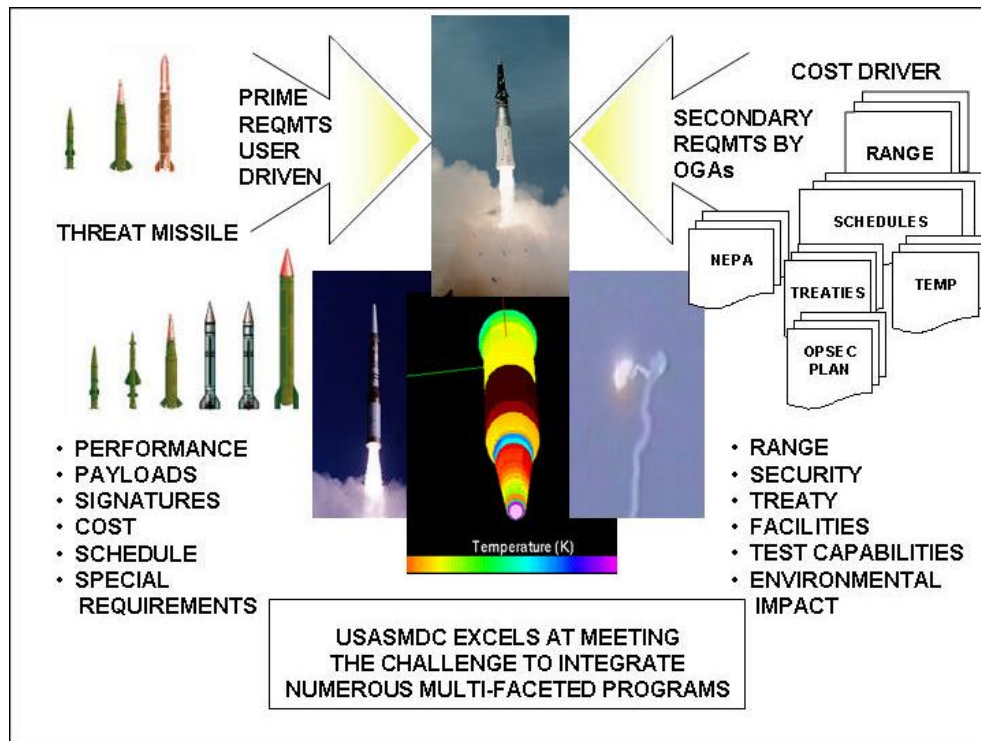 PRIME
REQMTS
USER
DRIVEN
THREAT MISSILE
• PERFORMANCE
• PAYLOADS
• SIGNATURES
• COST
• SCHEDULE
• SPECIAL
REQUIREMENTS
Temperature (K)
COST DRIVER
SECONDARY
REQMTS BY
OGAs
RANGE
SCHEDULES
NEPA
TREATIES
TEMP
OPSEC
PLAN
• RANGE
• SECURITY
• TREATY
• FACILITIES
• TEST CAPABILITIES
• ENVIRONMENTAL
IMPACT
USASMDC EXCELS AT MEETING
THE CHALLENGE TO INTEGRATE
NUMEROUS MULTI-FACETED PROGRAMS